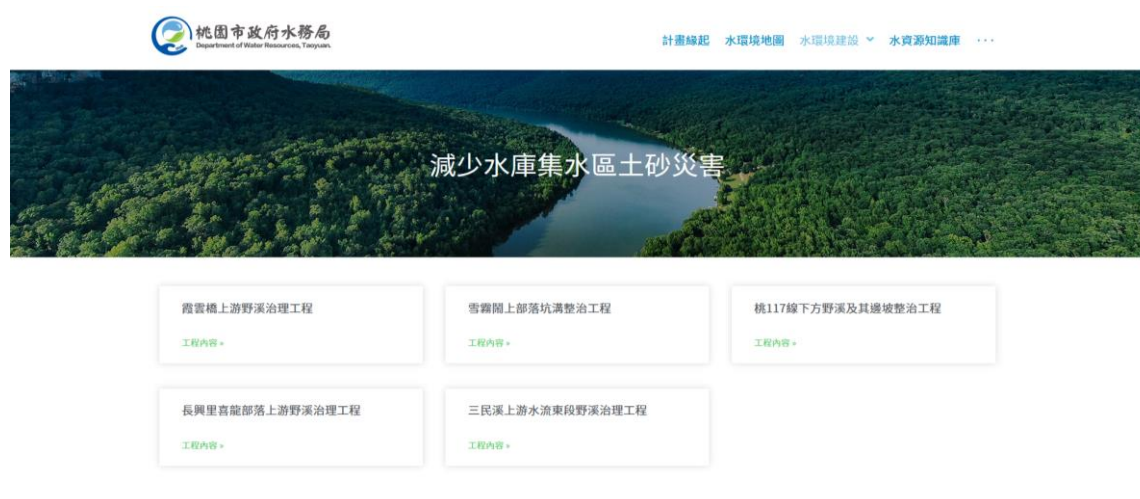 桃園市政府水務局
Department of Water Resources, Taoyuan.
計畫緣起 水環境地圖 水環境建設 水資源知識庫 ...
減少水庫集水區土砂災害
霞雲橋上游野溪治理工程
工程內容 »
雪霧鬧上部落坑溝整治工程
工程內容 »
桃117線下方野溪及其邊坡整治工程
工程內容 »
長興里喜龍部落上游野溪治理工程
工程內容 »
三民溪上游水流東段野溪治理工程
工程內容 »